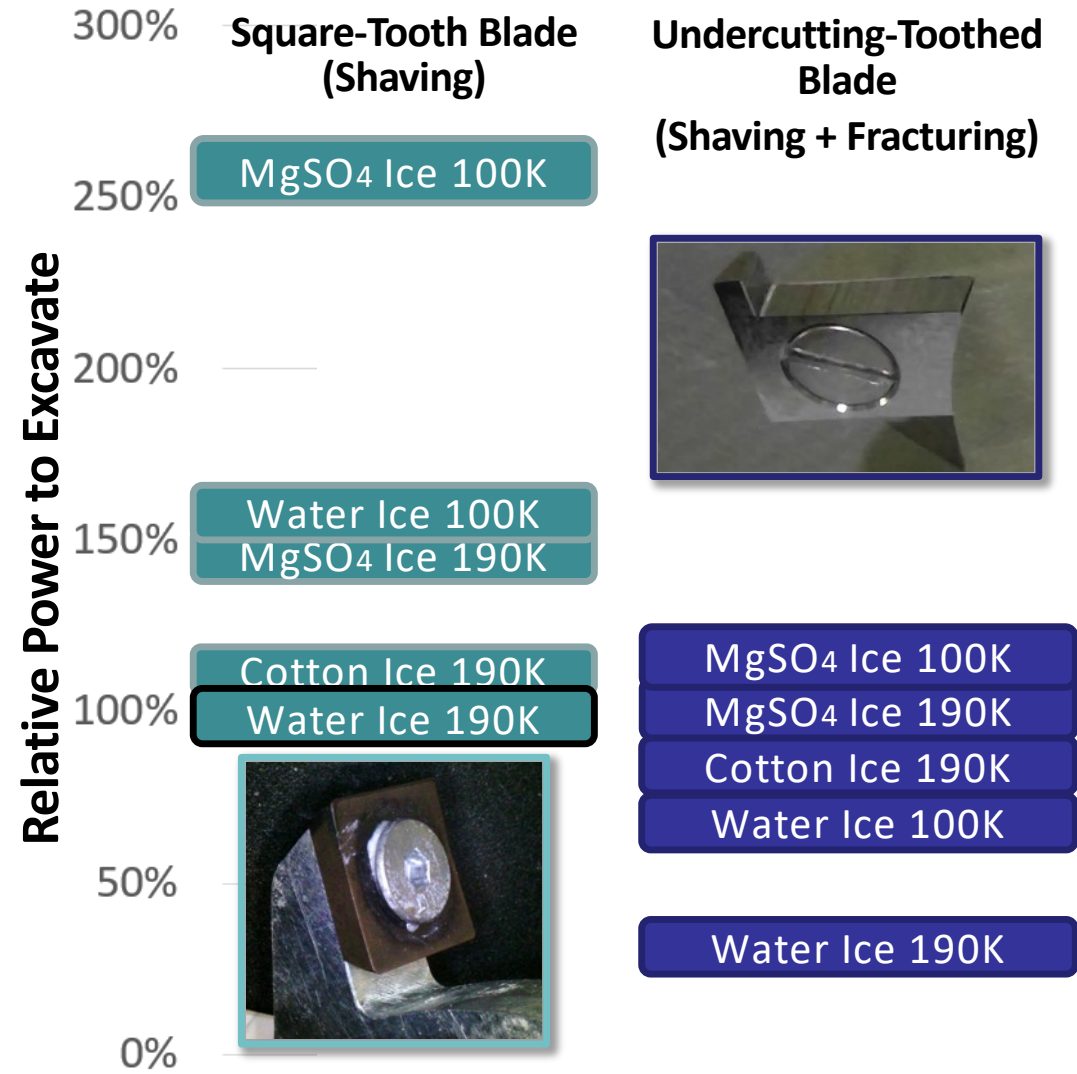 Relative Power to Excavate
300%
250%
200%
150%
100%
50%
0%
Square-Tooth Blade
(Shaving)
MgSO4 Ice 100K
Water Ice 100K
MgSO4 Ice 190K
Cotton Ice 190K
Water Ice 190K
Undercutting-Toothed
Blade
(Shaving + Fracturing)
MgSO4 Ice 100K
MgSO4 Ice 190K
Cotton Ice 190K
Water Ice 100K
Water Ice 190K